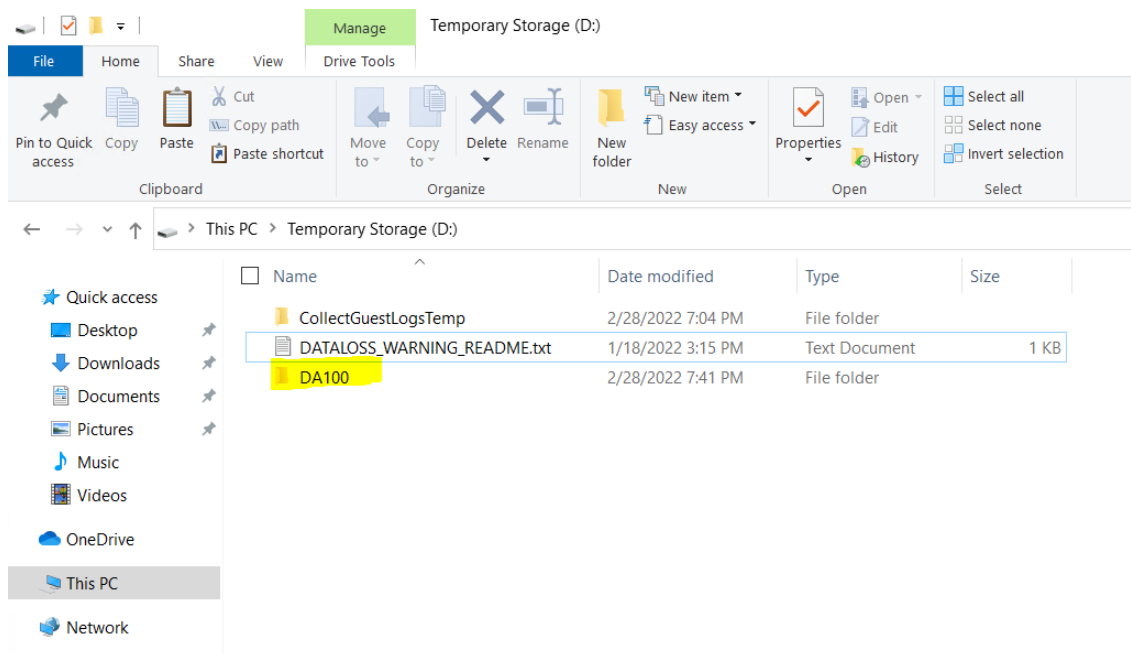 Manage Temporary Storage (D:)
File Home Share View Drive Tools
Pin to Quick access
Copy
Paste
Cut
Copy path
Paste shortcut
Clipboard
Move to
Copy to
Delete
Rename
Organize
New folder
New item
Easy access
New
Properties
Open
Edit
History
Open
Select all
Select none
Invert selection
Select
This PC > Temporary Storage (D:)
Name Date modified Type Size
CollectGuestLogsTemp 2/28/2022 7:04 PM File folder
DATALOSS_WARNING_README.txt 1/18/2022 3:15 PM Text Document 1 KB
DA100 2/28/2022 7:41 PM File folder
Quick access
Desktop
Downloads
Documents
Pictures
Music
Videos
OneDrive
This PC
Network